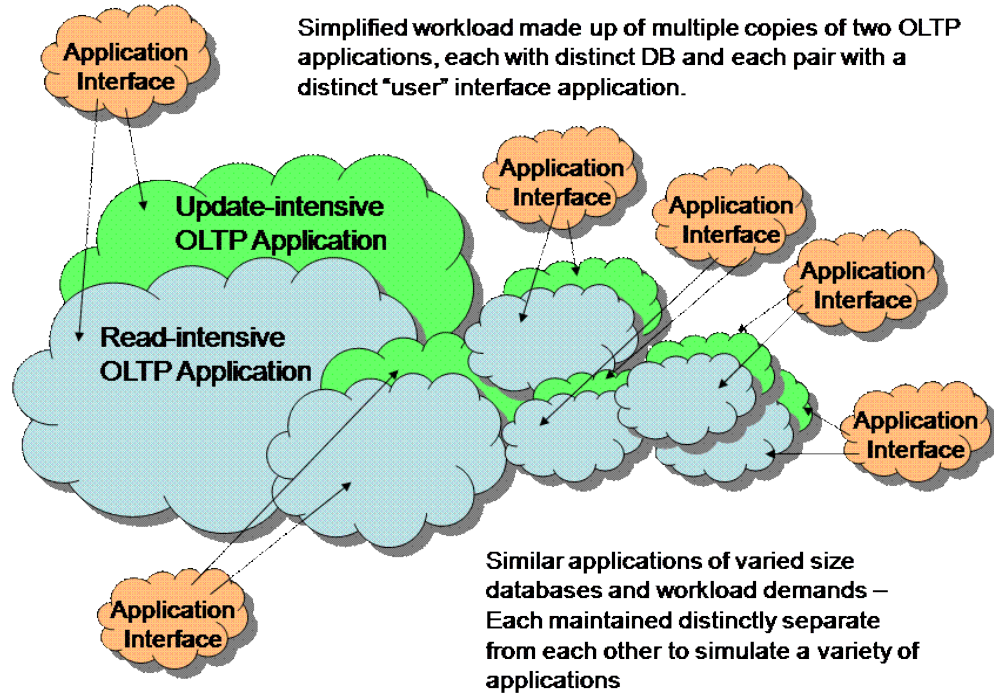 Simplified workload made up of multiple copies of two OLTP
applications, each with distinct DB and each pair with a
distinct “user” interface application.
Application
Interface
Update-intensive
OLTP Application
Read-intensive
OLTP Application
Application
Interface
Application
Interface
Application
Interface
Application
Interface
Application
Interface
Similar applications of varied size
databases and workload demands –
Each maintained distinctly separate
from each other to simulate a variety of
applications